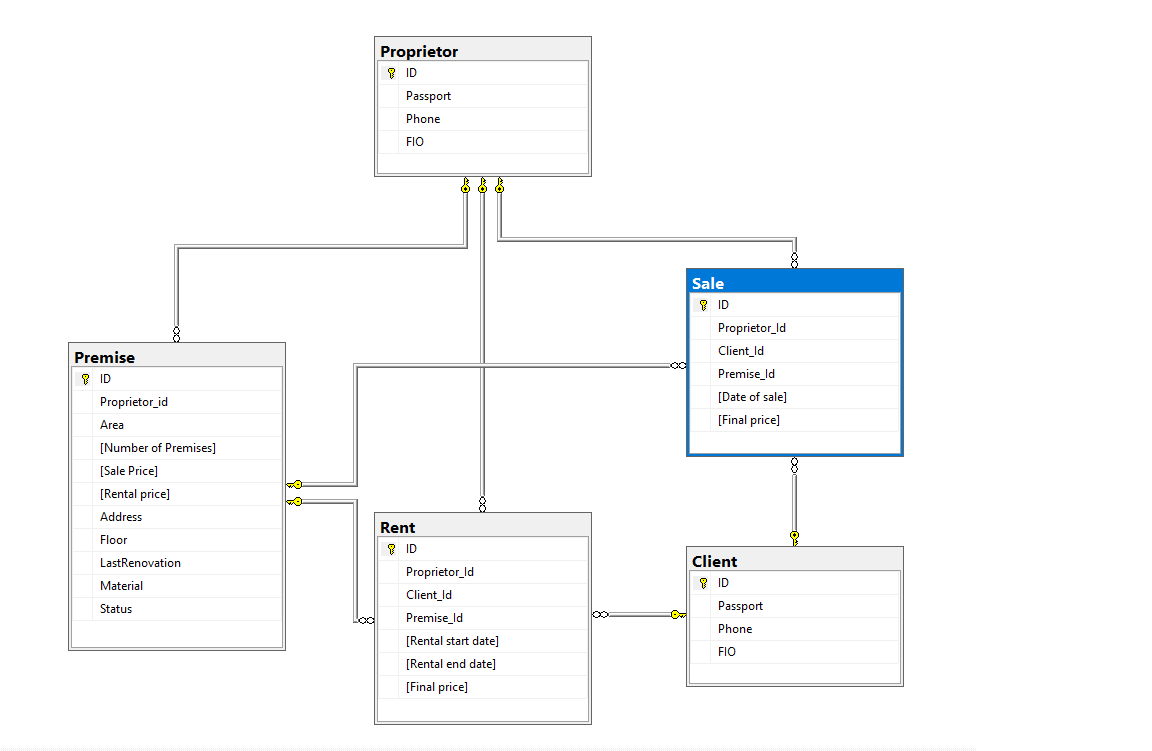 Proprietor
ID
Passport
Phone
FIO
Sale
ID
Proprietor_Id
Client_Id
Premise_Id
[Date of sale]
[Final price]
Premise
ID
Proprietor_id
Area
[Number of Premises]
[Sale Price]
[Rental price]
Address
Floor
LastRenovation
Material
Status
Rent
ID
Proprietor_Id
Client_Id
Premise_Id
[Rental start date]
[Rental end date]
[Final price]
Client
ID
Passport
Phone
FIO